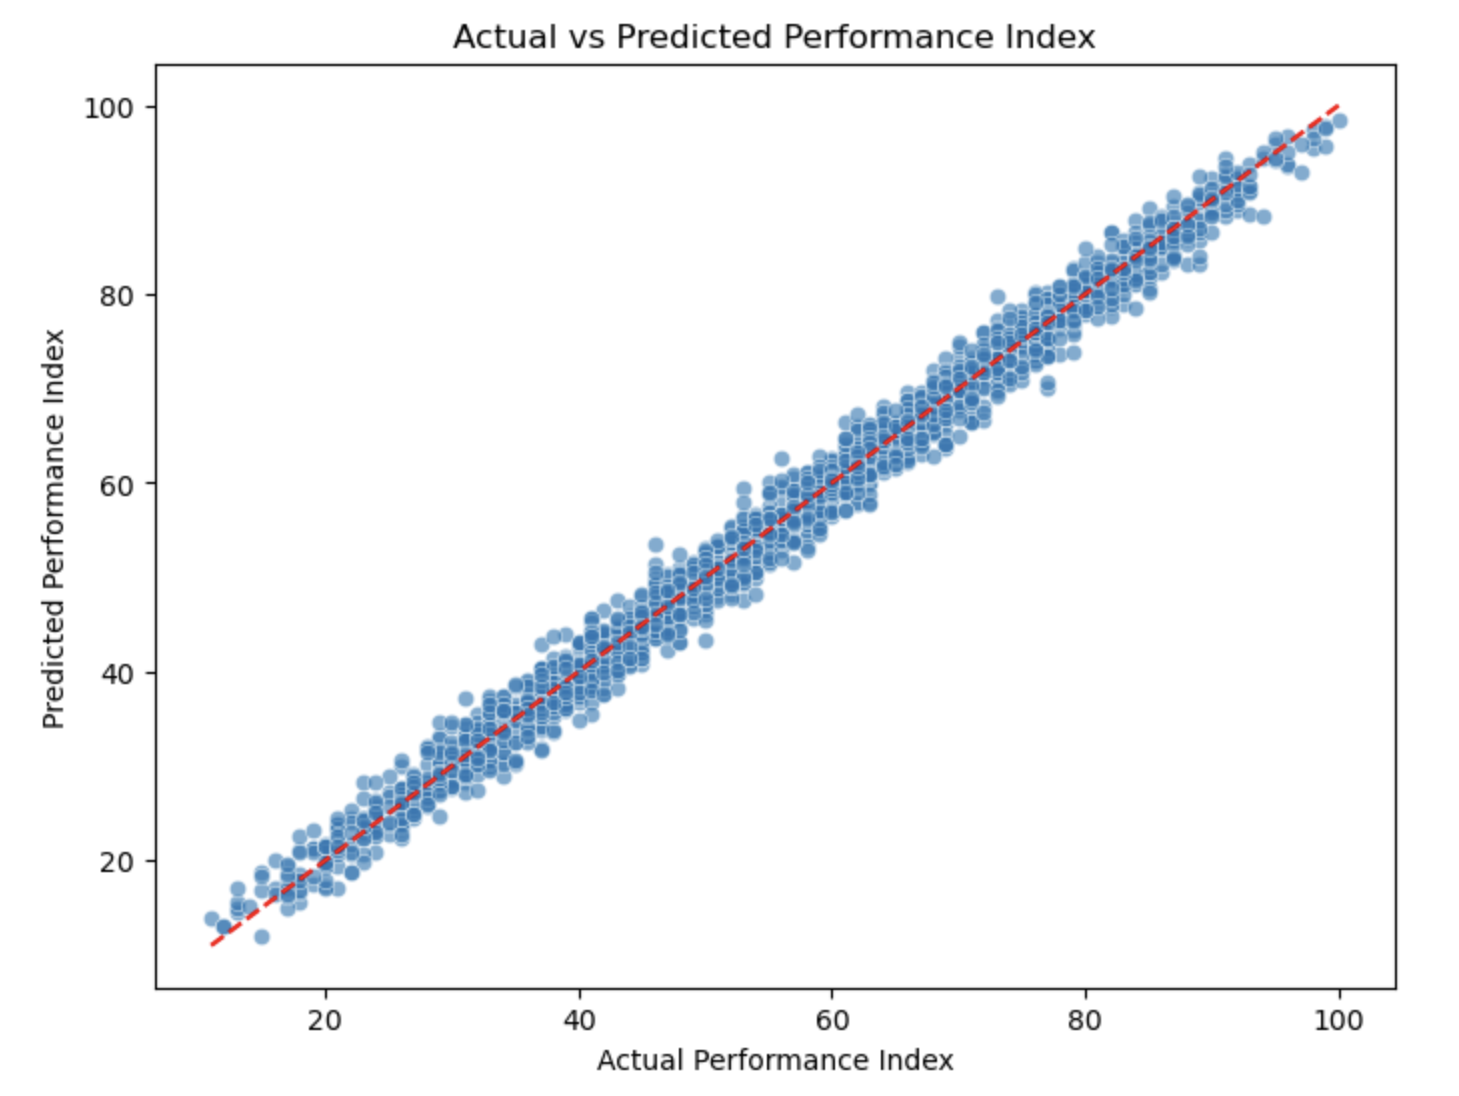 Actual vs Predicted Performance Index
100
80
60
40
20
Predicted Performance Index
20 40 60 80 100
Actual Performance Index